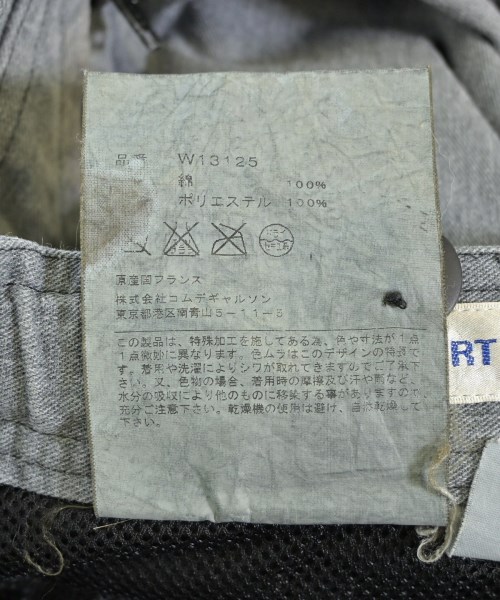 品番 W13125
綿 100%
ポリエステル 100%
原産国フランス
株式会社コムデギャルソン
東京都港区南青山5-11-5
この製品は、特殊加工を施してある為、色や寸法が1点
1点微妙に異なります。色ムラはこのデザインの特徴で
す。着用や洗濯によりシワが取れてきますのでご了承下
さい。又、色物の場合、着用時の摩擦及び汗や雨など、
水分の吸収により他のものに移染する事がありますので
充分ご注意下さい。乾燥機の使用は避け、自然乾燥して
下さい。
RT